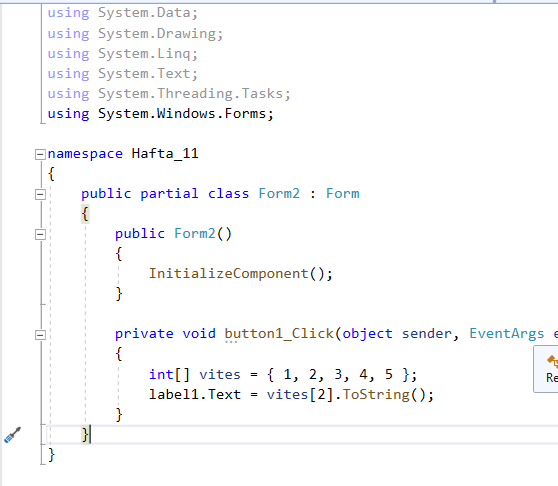 using System.Data;
using System.Drawing;
using System.Linq;
using System.Text;
using System.Threading.Tasks;
using System.Windows.Forms;
namespace Hafta_11
{
public partial class Form2 : Form
{
public Form2()
{
InitializeComponent();
}
private void button1_Click(object sender, EventArgs e
{
int[] vites = { 1, 2, 3, 4, 5 };
label1.Text = vites[2].ToString();
}
}
}
Re